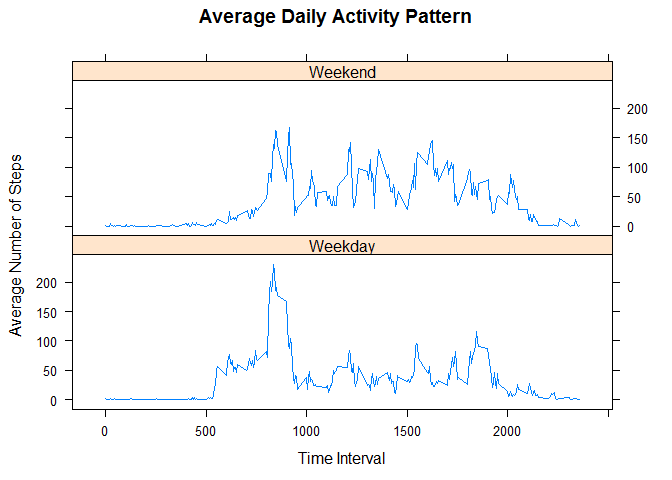 Average Daily Activity Pattern
Weekend
200
150
100
50
0
Weekday
200
150
100
50
0
Average Number of Steps
0 500 1000 1500 2000
Time Interval